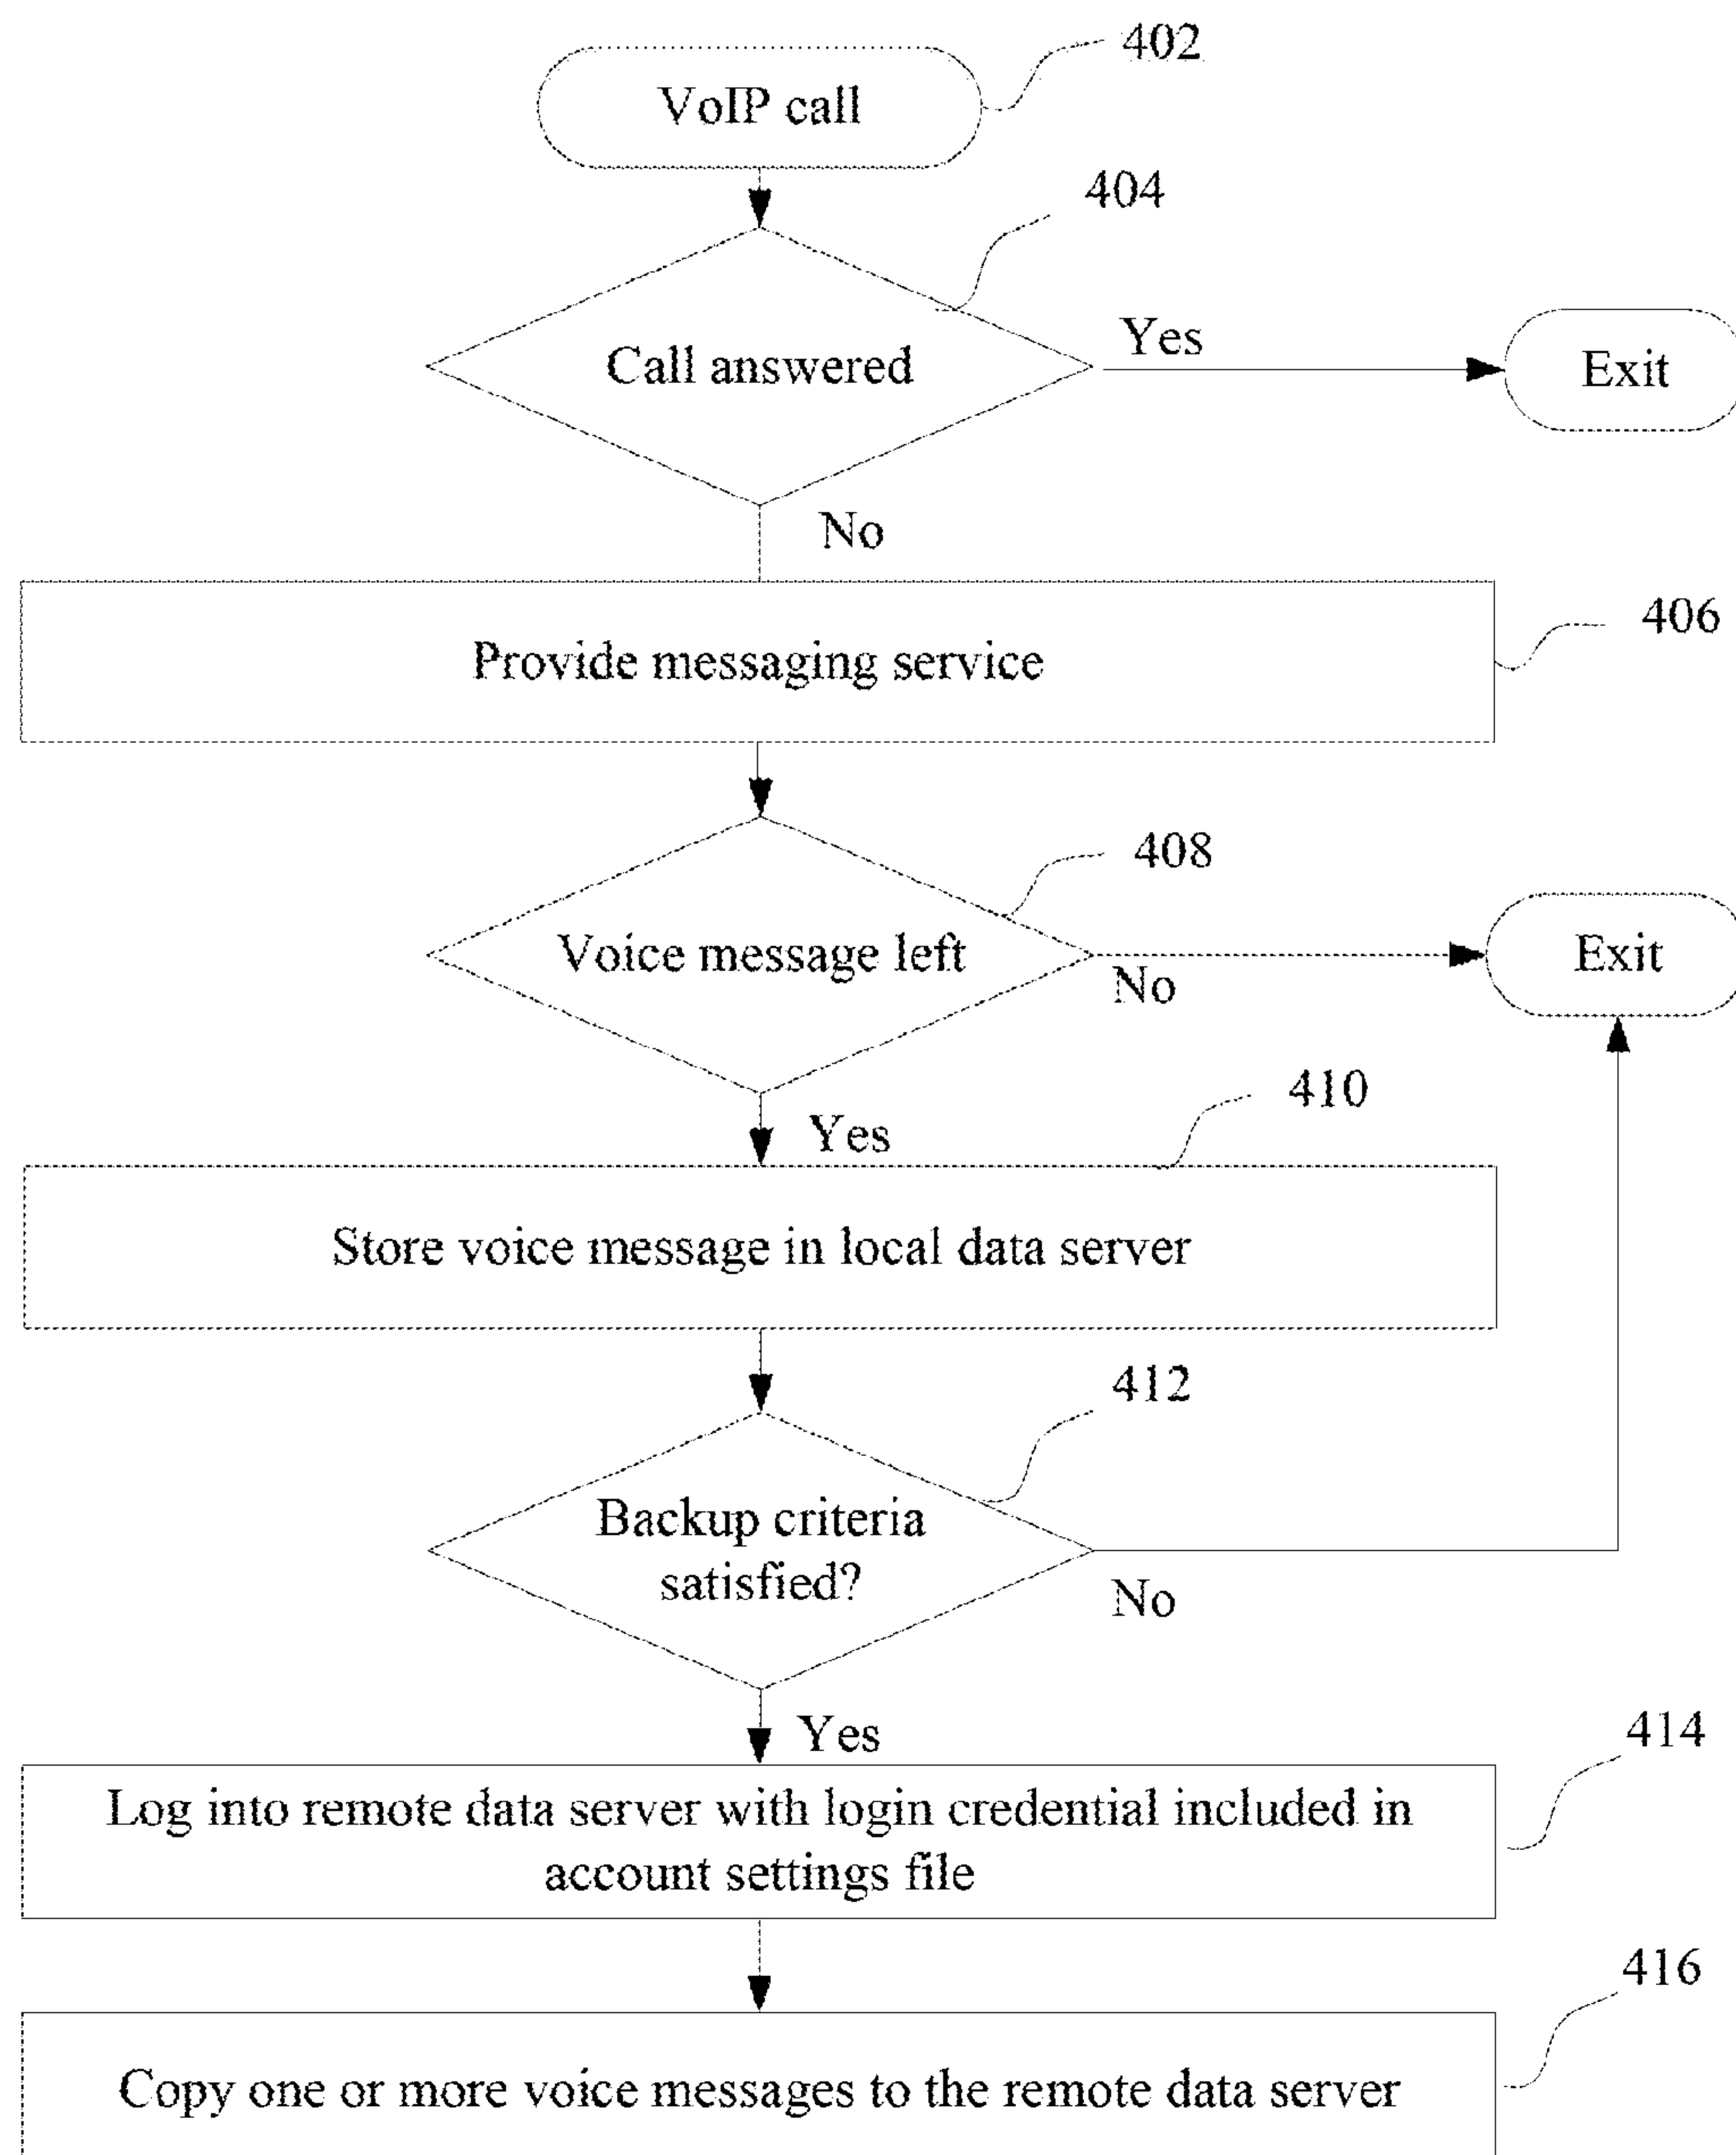 402
VoIP call
404
Call answered
Yes
Exit
No
406
Provide messaging service
408
Voice message left
No
Exit
410
Yes
Store voice message in local data server
412
Backup criteria
satisfied?
No
Yes
414
Log into remote data server with login credential included in
account settings file
416
Copy one or more voice messages to the remote data server